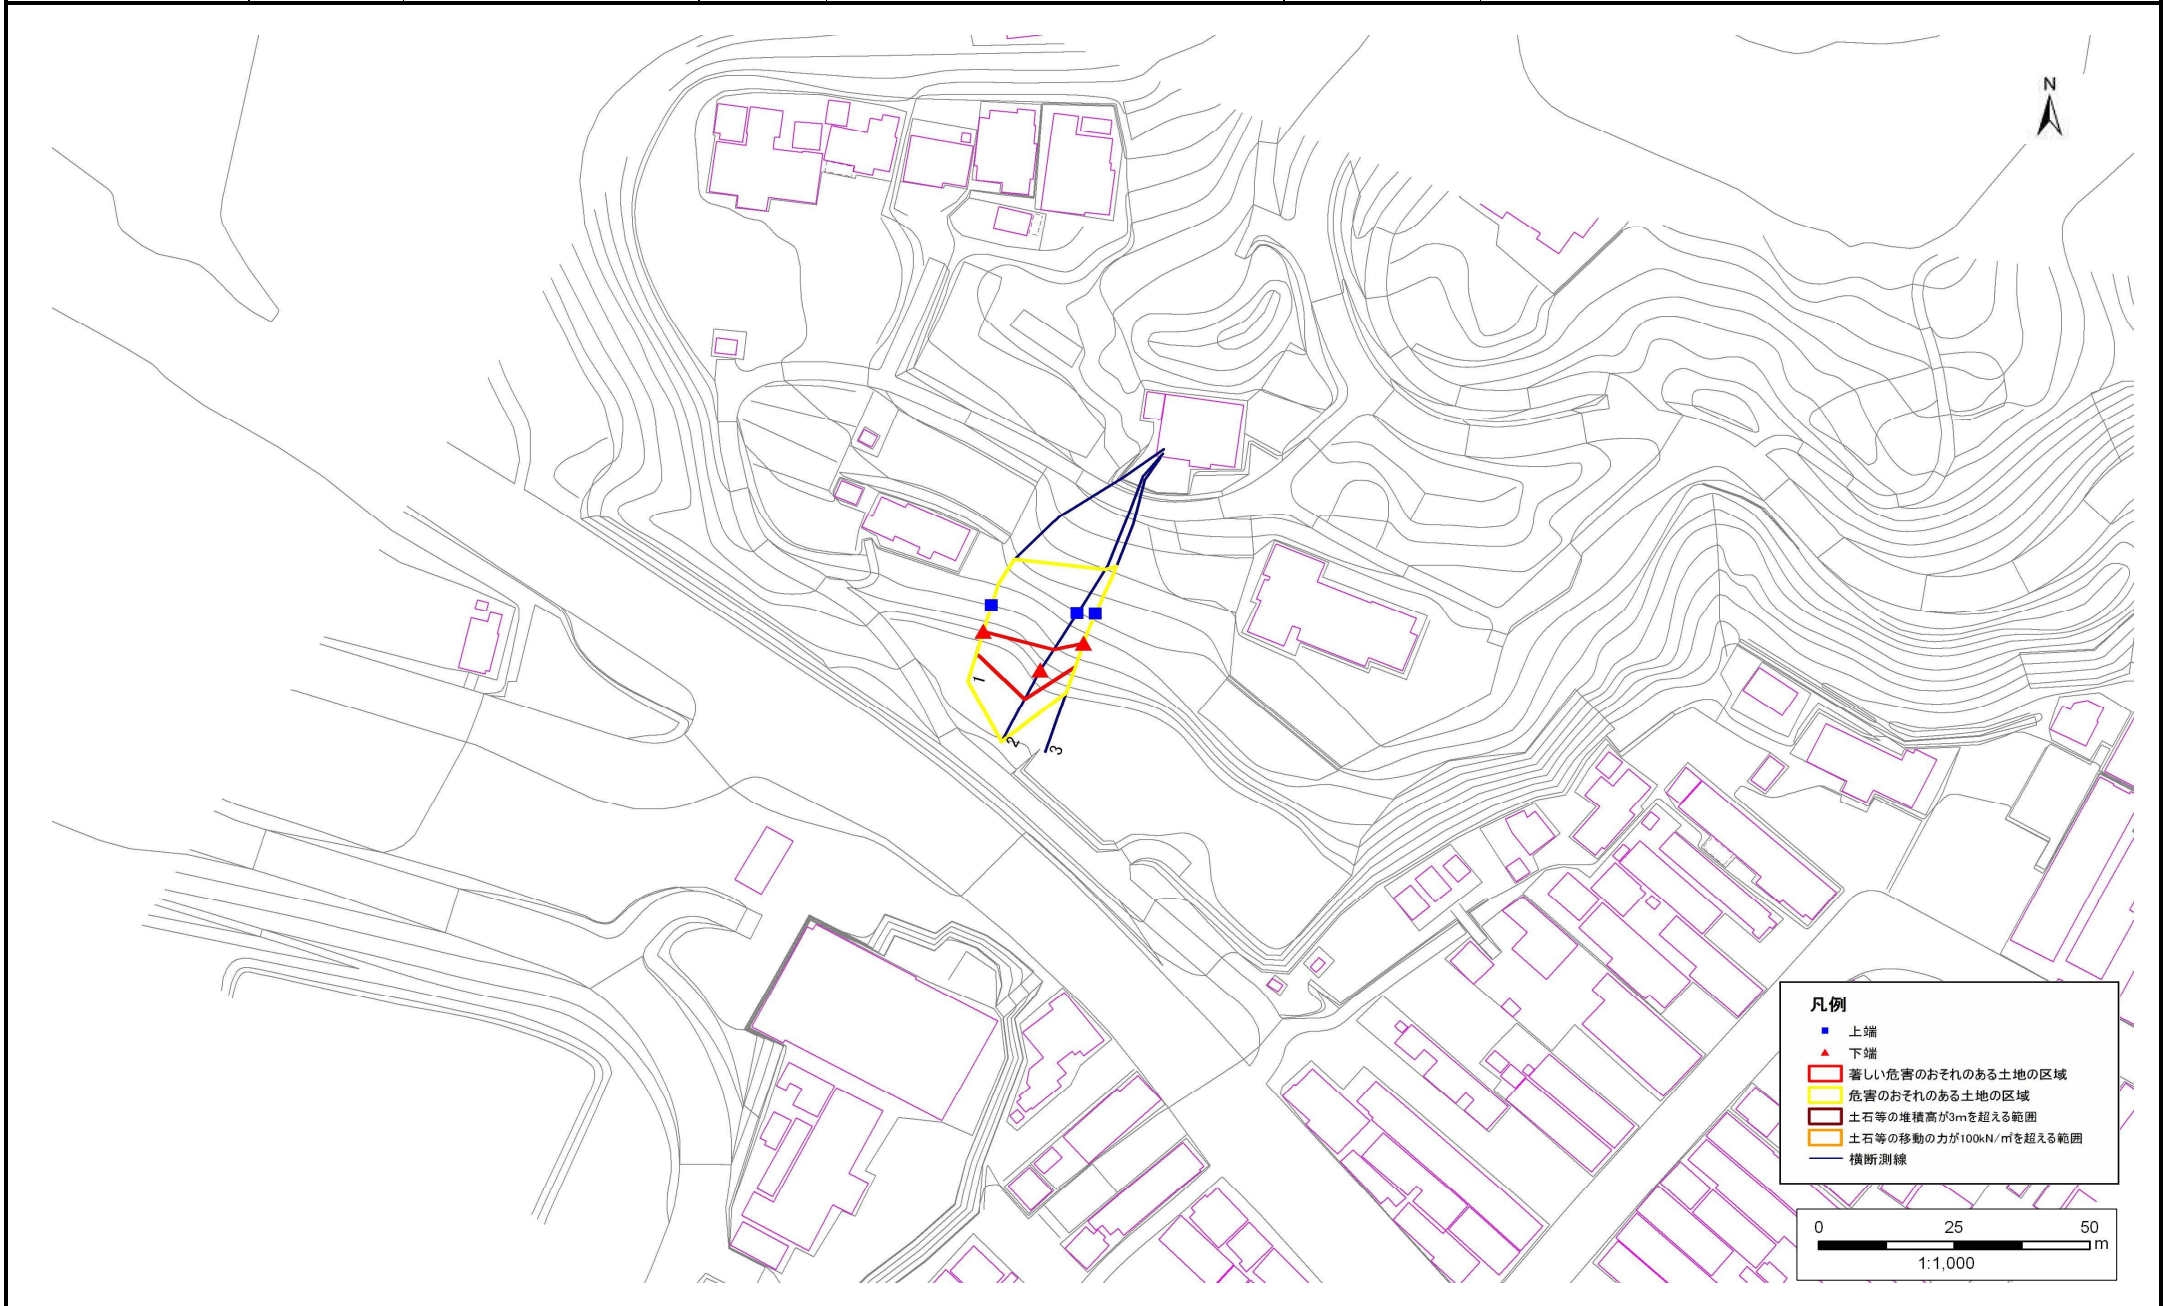 N
1
2
3
凡例
上端
下端
著しい危害のおそれのある土地の区域
危害のおそれのある土地の区域
土石等の堆積高が3mを超える範囲
土石等の移動の力が100kN/㎡を超える範囲
横断測線
0 25 50
m
1:1,000